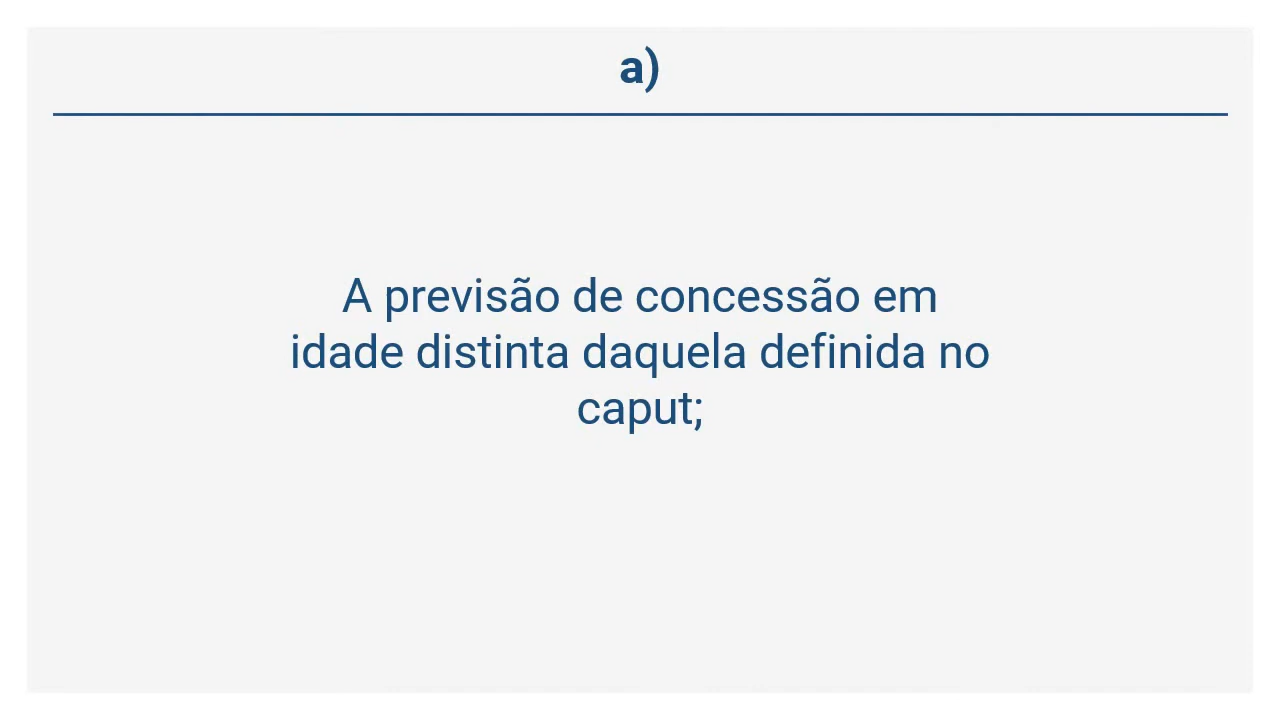 a)
A previsão de concessão em
idade distinta daquela definida no
caput;